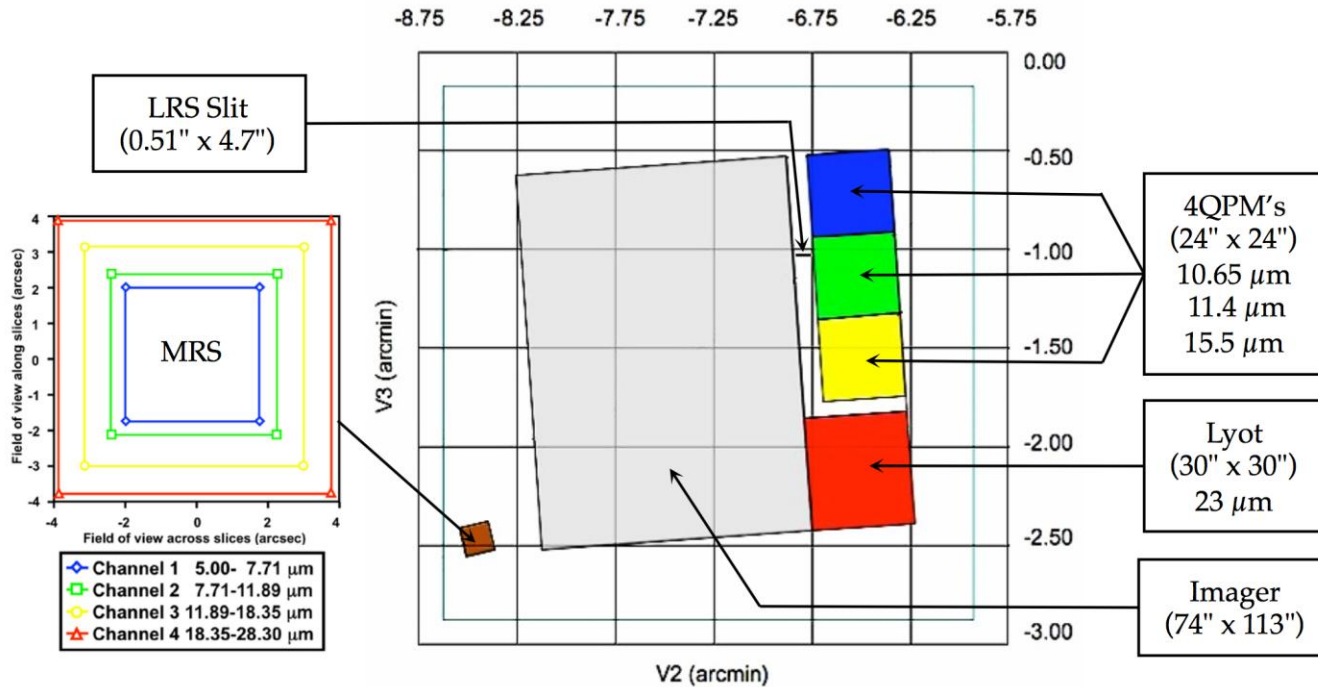 -8.75 -8.25 -7.75 -7.25 -6.75 -6.25 -5.75
0.00
-0.50
-1.00
-1.50
-2.00
-2.50
-3.00
V3 (arcmin)
V2 (arcmin)
LRS Slit
(0.51" x 4.7")
4
3
2
1
0
-1
-2
-3
-4
Field of view along slices (arcsec)
MRS
-4 -2 0 2 4
Field of view across slices (arcsec)
Channel 1 5.00- 7.71 µm
Channel 2 7.71-11.89 µm
Channel 3 11.89-18.35 µm
Channel 4 18.35-28.30 µm
4QPM's
(24" x 24")
10.65 µm
11.4 µm
15.5 µm
Lyot
(30" x 30")
23 µm
Imager
(74" x 113")